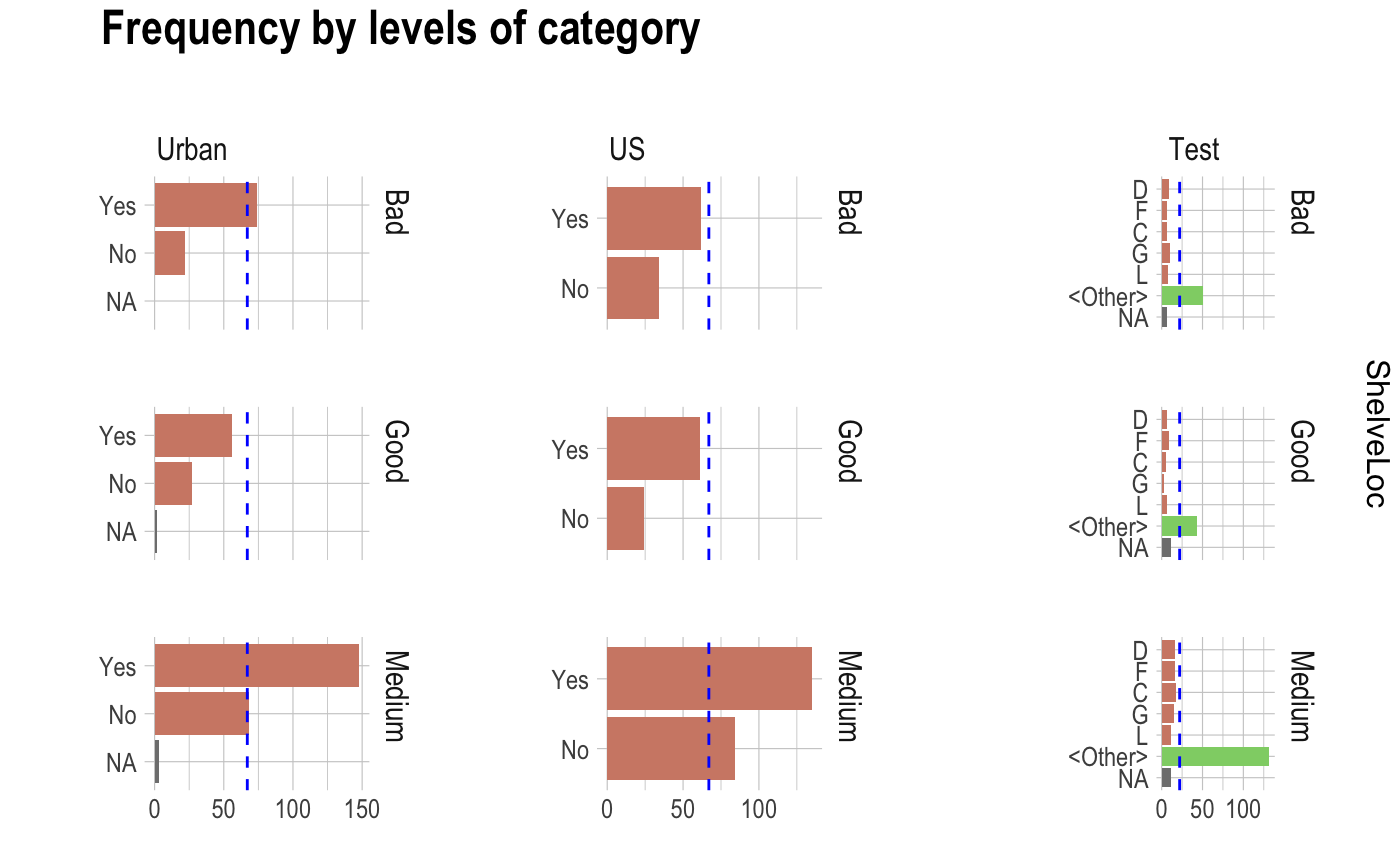 Frequency by levels of category
Urban
US
Test
Yes
No
NA
Bad
Yes
No
Bad
D
F
C
G
L
<Other>
NA
Bad
Yes
No
NA
Good
Yes
No
Good
D
F
C
G
L
<Other>
NA
Good
Yes
No
NA
Medium
Yes
No
Medium
D
F
C
G
L
<Other>
NA
Medium
0 50 100 150
0 50 100
0 50 100
ShelveLoc